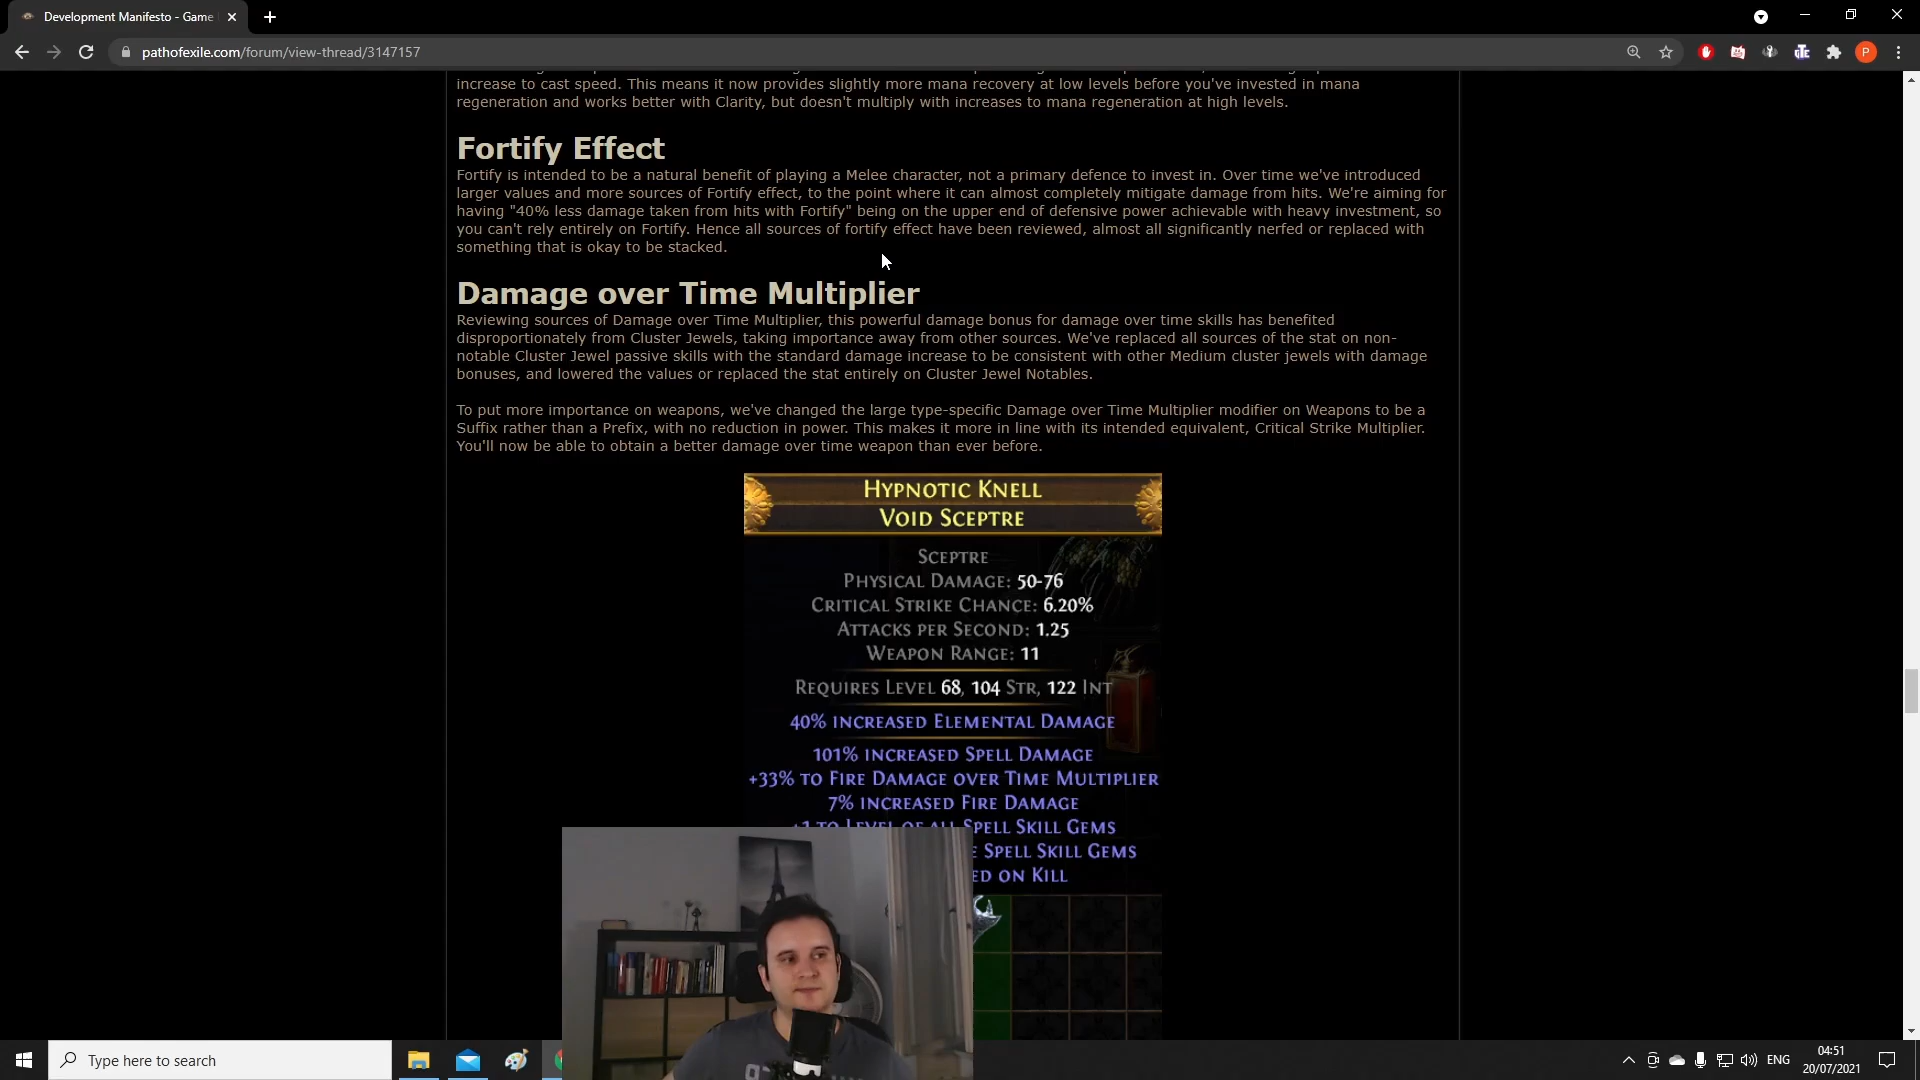 Development Manifesto - Game
pathofexile.com/forum/view-thread/3147157
P
increase to cast speed. This means it now provides slightly more mana recovery at low levels before you've invested in mana
regeneration and works better with Clarity, but doesn't multiply with increases to mana regeneration at high levels.
Fortify Effect
Fortify is intended to be a natural benefit of playing a Melee character, not a primary defence to invest in. Over time we've introduced
larger values and more sources of Fortify effect, to the point where it can almost completely mitigate damage from hits. We're aiming for
having "40% less damage taken from hits with Fortify" being on the upper end of defensive power achievable with heavy investment, so
you can't rely entirely on Fortify. Hence all sources of fortify effect have been reviewed, almost all significantly nerfed or replaced with
something that is okay to be stacked.
Damage over Time Multiplier
Reviewing sources of Damage over Time Multiplier, this powerful damage bonus for damage over time skills has benefited
disproportionately from Cluster Jewels, taking importance away from other sources. We've replaced all sources of the stat on non-
notable Cluster Jewel passive skills with the standard damage increase to be consistent with other Medium cluster jewels with damage
bonuses, and lowered the values or replaced the stat entirely on Cluster Jewel Notables.
To put more importance on weapons, we've changed the large type-specific Damage over Time Multiplier modifier on Weapons to be a
Suffix rather than a Prefix, with no reduction in power. This makes it more in line with its intended equivalent, Critical Strike Multiplier.
You'll now be able to obtain a better damage over time weapon than ever before.
Hypnotic Knell
Void Sceptre
Sceptre
Physical Damage: 50-76
Critical Strike Chance: 6.20%
Attacks per Second: 1.25
Weapon Range: 11
Requires Level 68, 104 Str, 122 Int
40% increased Elemental Damage
101% increased Spell Damage
+33% to Fire Damage over Time Multiplier
7% increased Fire Damage
+1 to Level of all Spell Skill Gems
Spell Skill Gems
on Kill
Type here to search
ENG
04:51
20/07/2021